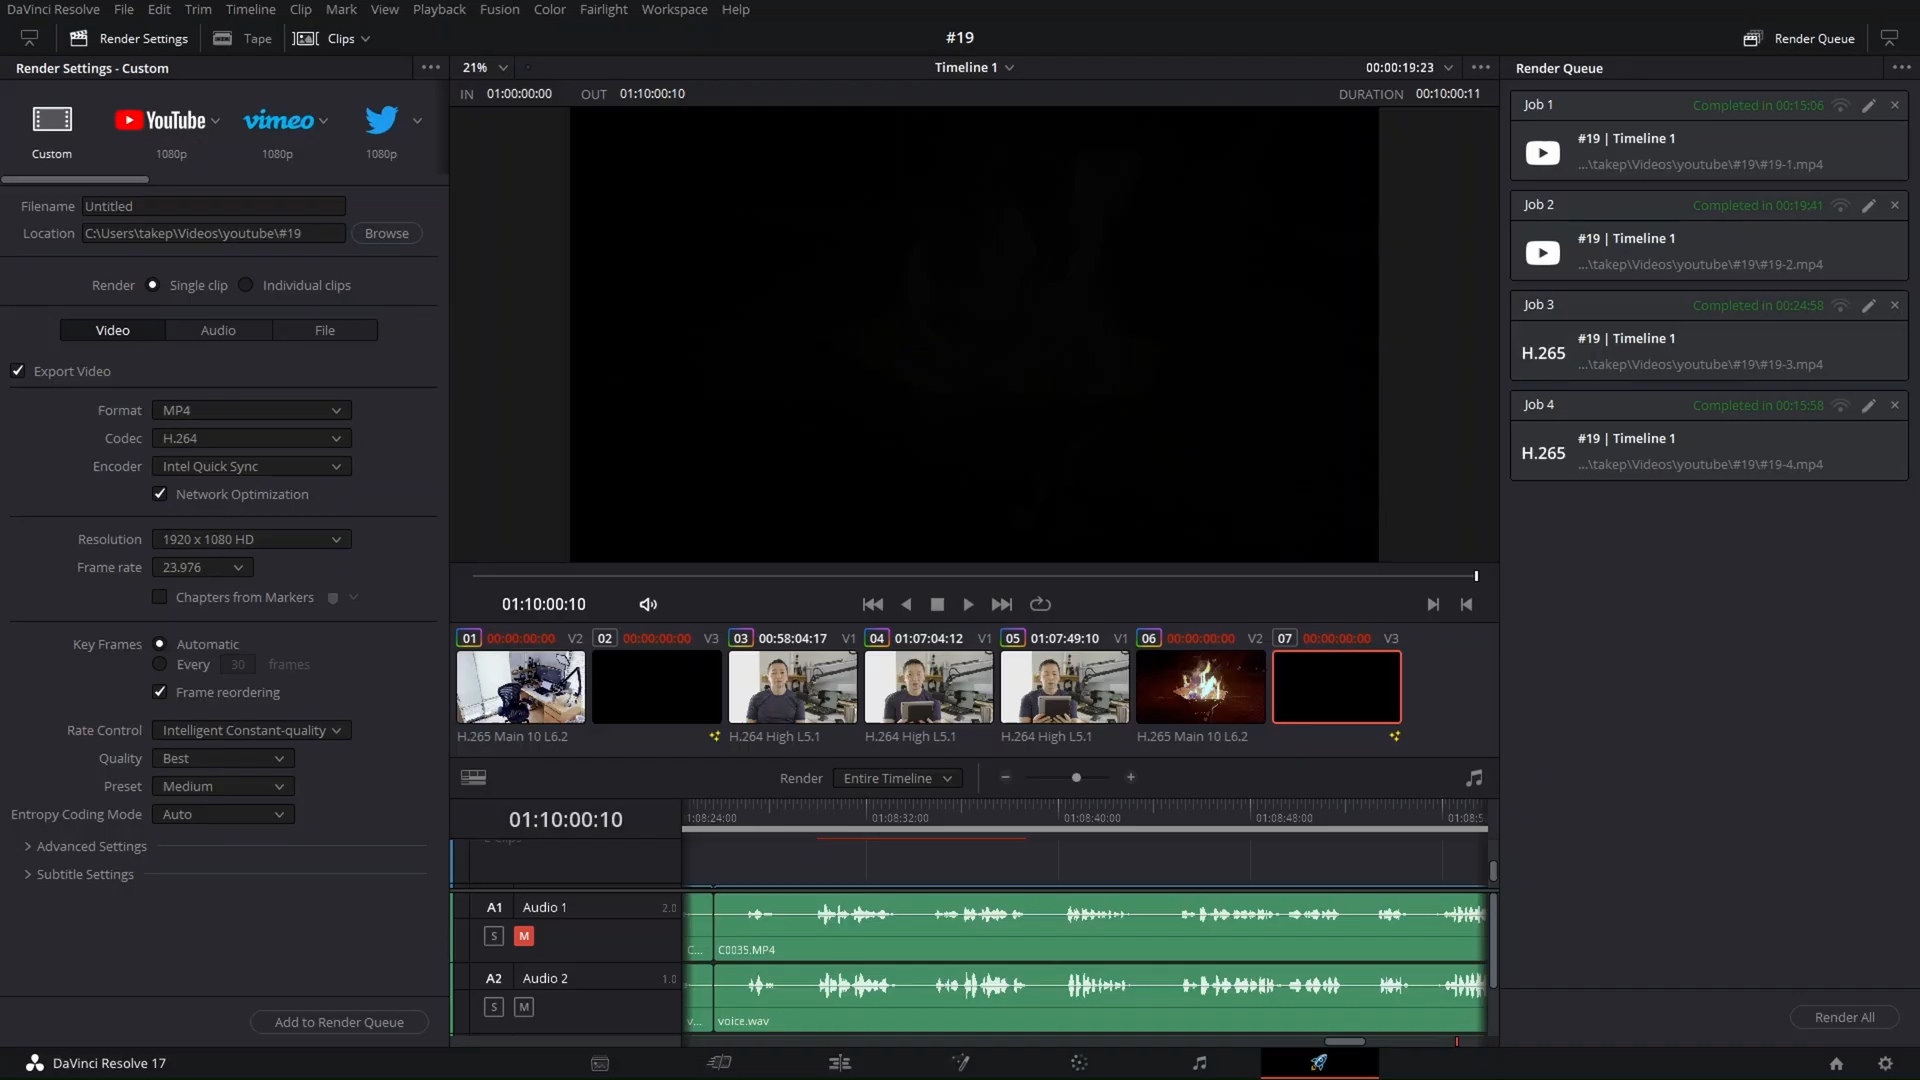 DaVinci Resolve File Edit Trim Timeline Clip Mark View Playback Fusion Color Fairlight Workspace Help
Render Settings Tape Clips #19 Render Queue
Render Settings - Custom
21% Timeline 1 00:00:19:23
Render Queue
IN 01:00:00:00 OUT 01:10:00:10 DURATION 00:10:00:11
YouTube vimeo
Custom 1080p 1080p 1080p
Filename Untitled
Location C:\Users\takep\Videos\youtube\#19 Browse
Render Single clip Individual clips
Video Audio File
Export Video
Format MP4
Codec H.264
Encoder Intel Quick Sync
Network Optimization
Resolution 1920 x 1080 HD
Frame rate 23.976
Chapters from Markers
Key Frames Automatic
Every 30 frames
Frame reordering
Rate Control Intelligent Constant-quality
Quality Best
Preset Medium
Entropy Coding Mode Auto
Advanced Settings
Subtitle Settings
Add to Render Queue
01:10:00:10
01 00:00:00:00 V2 02 00:00:00:00 V3 03 00:58:04:17 V1 04 01:07:04:12 V1 05 01:07:49:10 V1 06 00:00:00:00 V2 07 00:00:00:00 V3
H.265 Main 10 L6.2 H.264 High L5.1 H.264 High L5.1 H.264 High L5.1 H.265 Main 10 L6.2
Render Entire Timeline
01:10:00:10
1:08:24:00 01:08:32:00 01:08:40:00 01:08:48:00 01:08:5
A1 Audio 1 2.0
S M
C... C0035.MP4
A2 Audio 2 1.0
S M
v... voice.wav
Job 1 Completed in 00:15:06
#19 | Timeline 1
...\takep\Videos\youtube\#19\#19-1.mp4
Job 2 Completed in 00:19:41
#19 | Timeline 1
...\takep\Videos\youtube\#19\#19-2.mp4
Job 3 Completed in 00:24:58
H.265 #19 | Timeline 1
...\takep\Videos\youtube\#19\#19-3.mp4
Job 4 Completed in 00:15:58
H.265 #19 | Timeline 1
...\takep\Videos\youtube\#19\#19-4.mp4
Render All
DaVinci Resolve 17